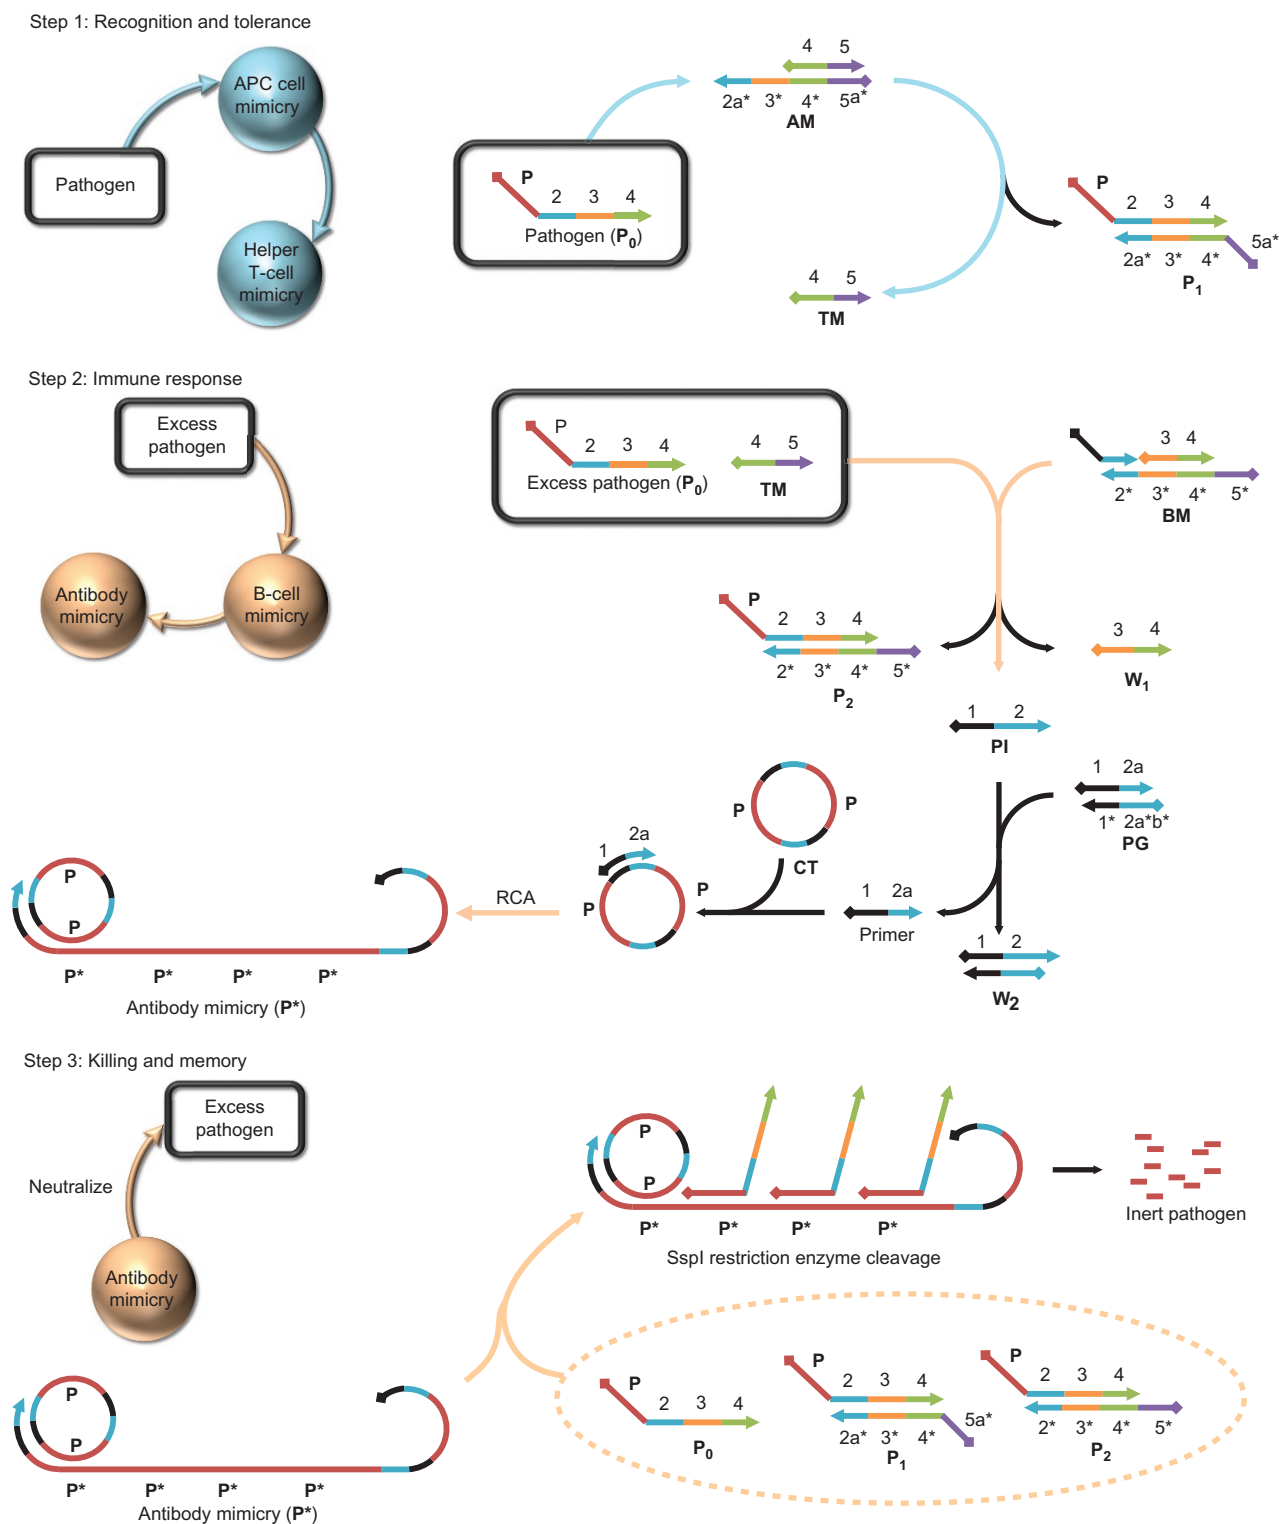 Step 1: Recognition and tolerance
APC cell
mimicry
Pathogen
Helper
T-cell
mimicry
P
2 3 4
Pathogen (P0)
4 5
2a* 3* 4* 5a*
AM
4 5
TM
P
2 3 4
2a* 3* 4* 5a*
P1
Step 2: Immune response
Excess
pathogen
Antibody
mimicry
B-cell
mimicry
P
2 3 4
Excess pathogen (P0)
4 5
TM
3 4
2* 3* 4* 5*
BM
P
2 3 4
2* 3* 4* 5*
P2
3 4
W1
1 2
PI
1 2a
1* 2a*b*
PG
P P
CT
1 2a
P P
1 2a
Primer
1 2
W2
RCA
P
P
P* P* P* P*
Antibody mimicry (P*)
Step 3: Killing and memory
Excess
pathogen
Neutralize
Antibody
mimicry
P
P
P* P* P* P*
SspI restriction enzyme cleavage
Inert pathogen
P
P
P* P* P* P*
Antibody mimicry (P*)
P
2 3 4
P0
P
2 3 4
2a* 3* 4* 5a*
P1
P
2 3 4
2* 3* 4* 5*
P2